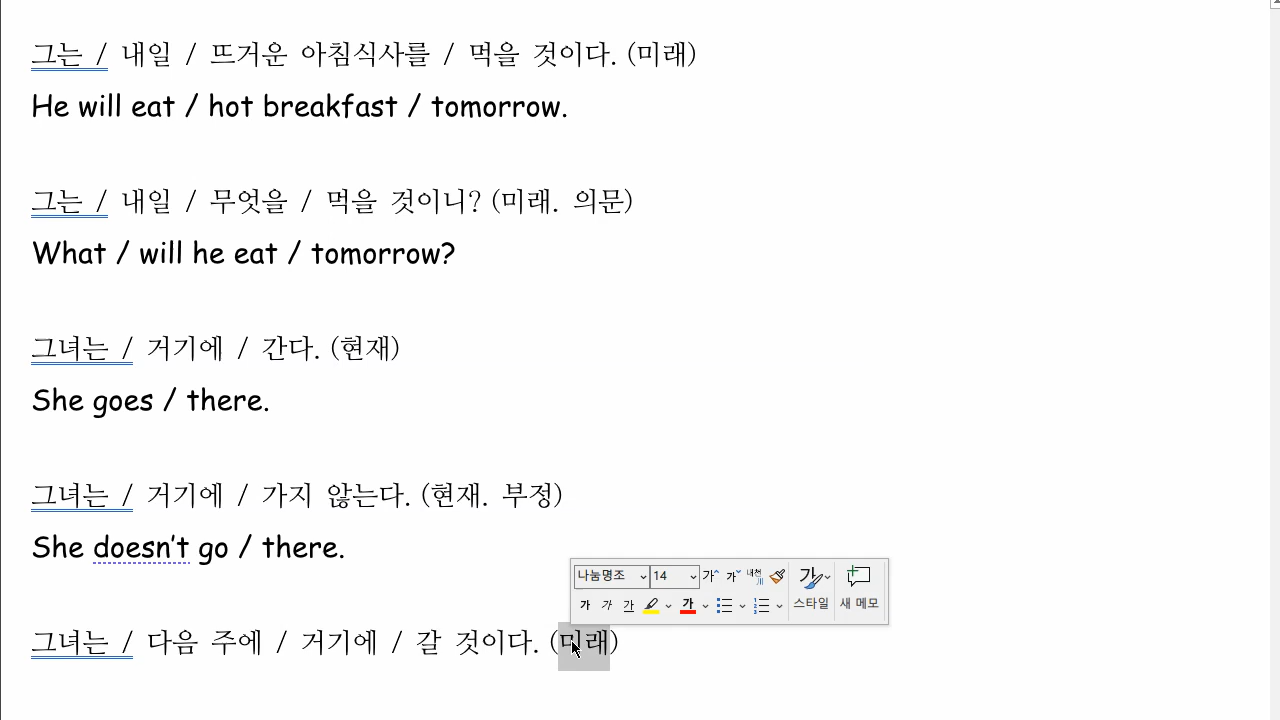 그는 / 내일 / 뜨거운 아침식사를 / 먹을 것이다. (미래)
He will eat / hot breakfast / tomorrow.
그는 / 내일 / 무엇을 / 먹을 것이니? (미래. 의문)
What / will he eat / tomorrow?
그녀는 / 거기에 / 간다. (현재)
She goes / there.
그녀는 / 거기에 / 가지 않는다. (현재. 부정)
She doesn't go / there.
나눔명조 14 가 가 내천 가
가 가 가 가 스타일 새 메모
그녀는 / 다음 주에 / 거기에 / 갈 것이다. (미래)